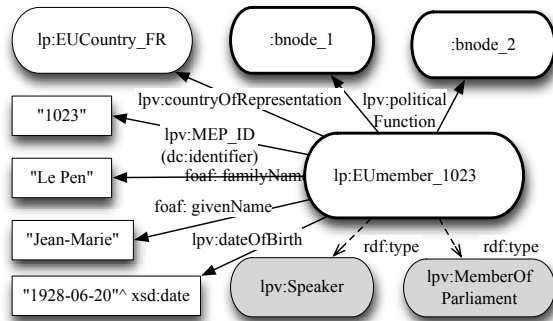 lp:EUCountry_FR
:bnode_1
:bnode_2
lpv:countryOfRepresentation
lpv:political
Function
"1023"
lpv:MEP_ID
(dc:identifier)
"Le Pen"
foaf: familyName
lp:EUmember_1023
foaf: givenName
"Jean-Marie"
lpv:dateOfBirth
rdf:type
rdf:type
"1928-06-20"^ xsd:date
lpv:Speaker
lpv:MemberOf
Parliament